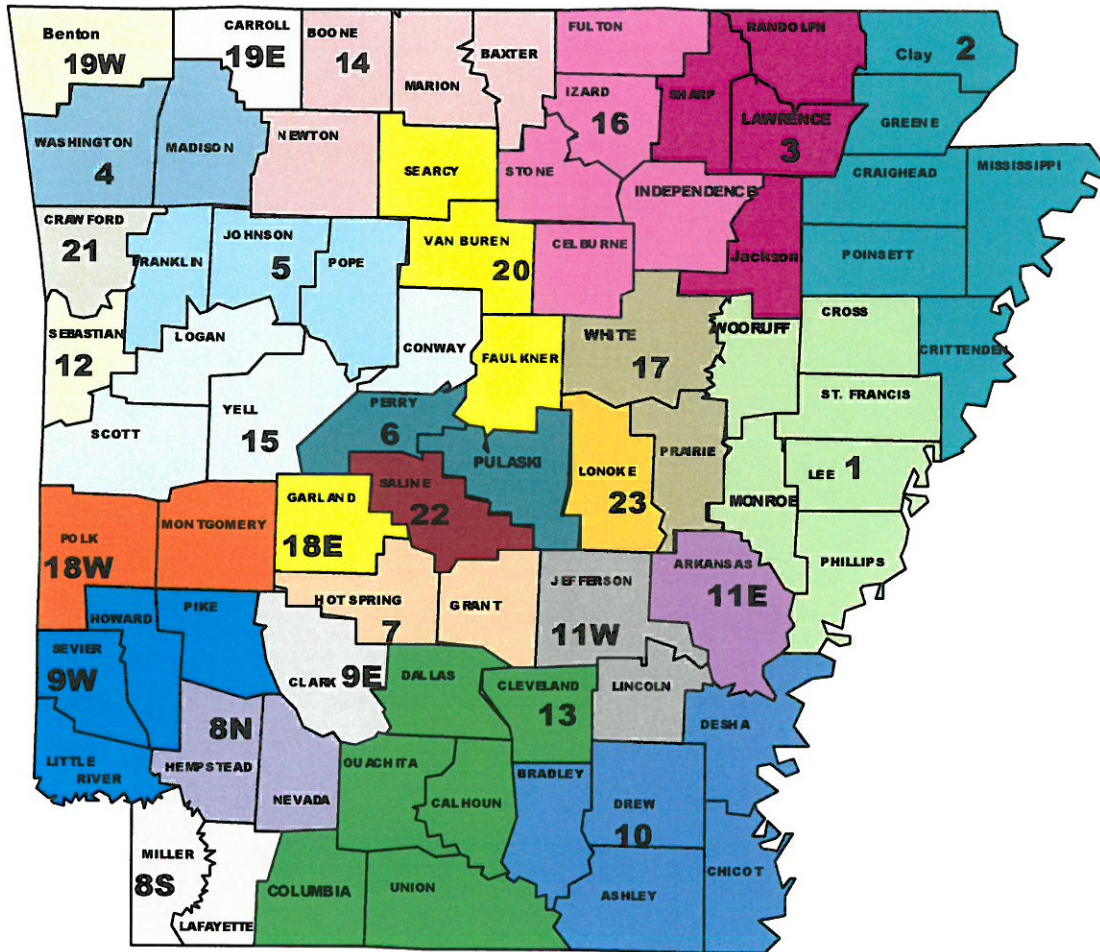 Benton
19W
CARROLL
19E
BOONE
14
MARION
BAXTER
FULTON
RANDOLPH
Clay 2
WASHINGTON
4
MADISON
NEWTON
SEARCY
IZARD
16
STONE
SHARP
LAWRENCE
3
GREENE
CRAIGHEAD
MISSISSIPPI
INDEPENDENCE
CRAWFORD
21
FRANKLIN
JOHNSON
5
POPE
VAN BUREN
20
CELBURNE
Jackson
POINSETT
SEBASTIAN
12
LOGAN
CONWAY
FAULKNER
WHITE
17
WOORUFF
CROSS
CRITTENDEN
SCOTT
YELL
15
PERRY
6
PULASKI
LONOKE
23
PRAIRIE
ST. FRANCIS
LEE 1
MONROE
PHILLIPS
POLK
18W
MONTGOMERY
GARLAND
18E
SALINE
22
HOT SPRING
7
GRANT
JEFFERSON
11W
ARKANSAS
11E
HOWARD
PIKE
SEVIER
9W
CLARK 9E
DALLAS
CLEVELAND
13
LINCOLN
DESHA
LITTLE
RIVER
8N
HEMPSTEAD
NEVADA
OUACHITA
CALHOUN
BRADLEY
DREW
10
CHICOT
MILLER
8S
LAFAYETTE
COLUMBIA
UNION
ASHLEY